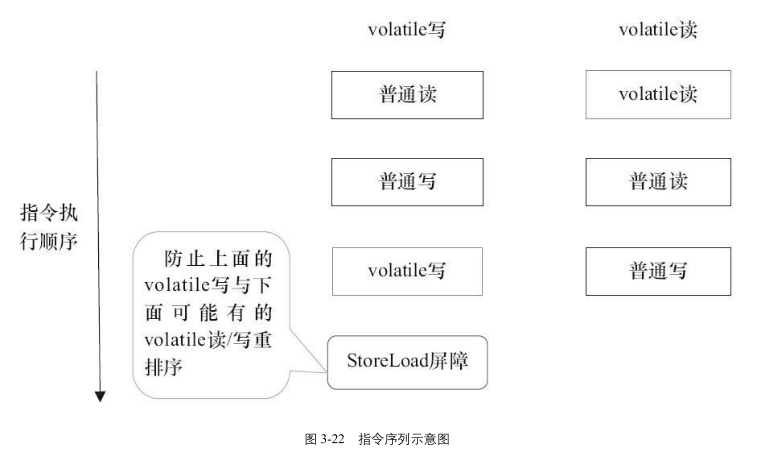 volatile写
volatile读
普通读
volatile读
普通写
普通读
指令执
行顺序
防止上面的
volatile写与下
面可能有的
volatile读/写重
排序
volatile写
普通写
StoreLoad屏障
图 3-22 指令序列示意图